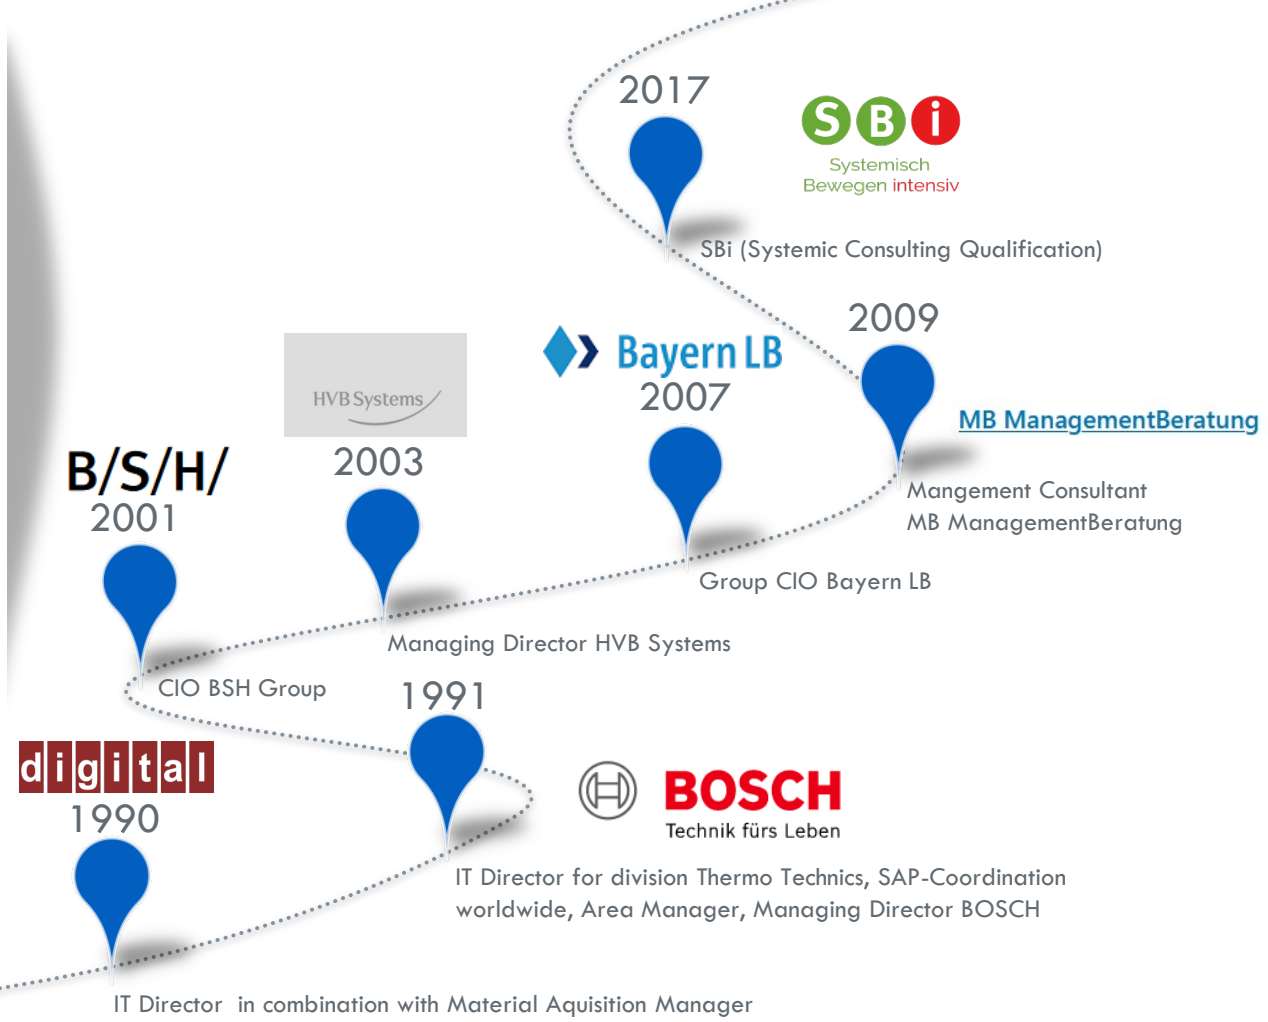 2017
SBi
Systemisch
Bewegen intensiv
SBi (Systemic Consulting Qualification)
2009
MB ManagementBeratung
Mangement Consultant
MB ManagementBeratung
Bayern LB
2007
Group CIO Bayern LB
HVB Systems
2003
Managing Director HVB Systems
B/S/H/
2001
CIO BSH Group
1991
BOSCH
Technik fürs Leben
IT Director for division Thermo Technics, SAP-Coordination
worldwide, Area Manager, Managing Director BOSCH
digital
1990
IT Director in combination with Material Aquisition Manager